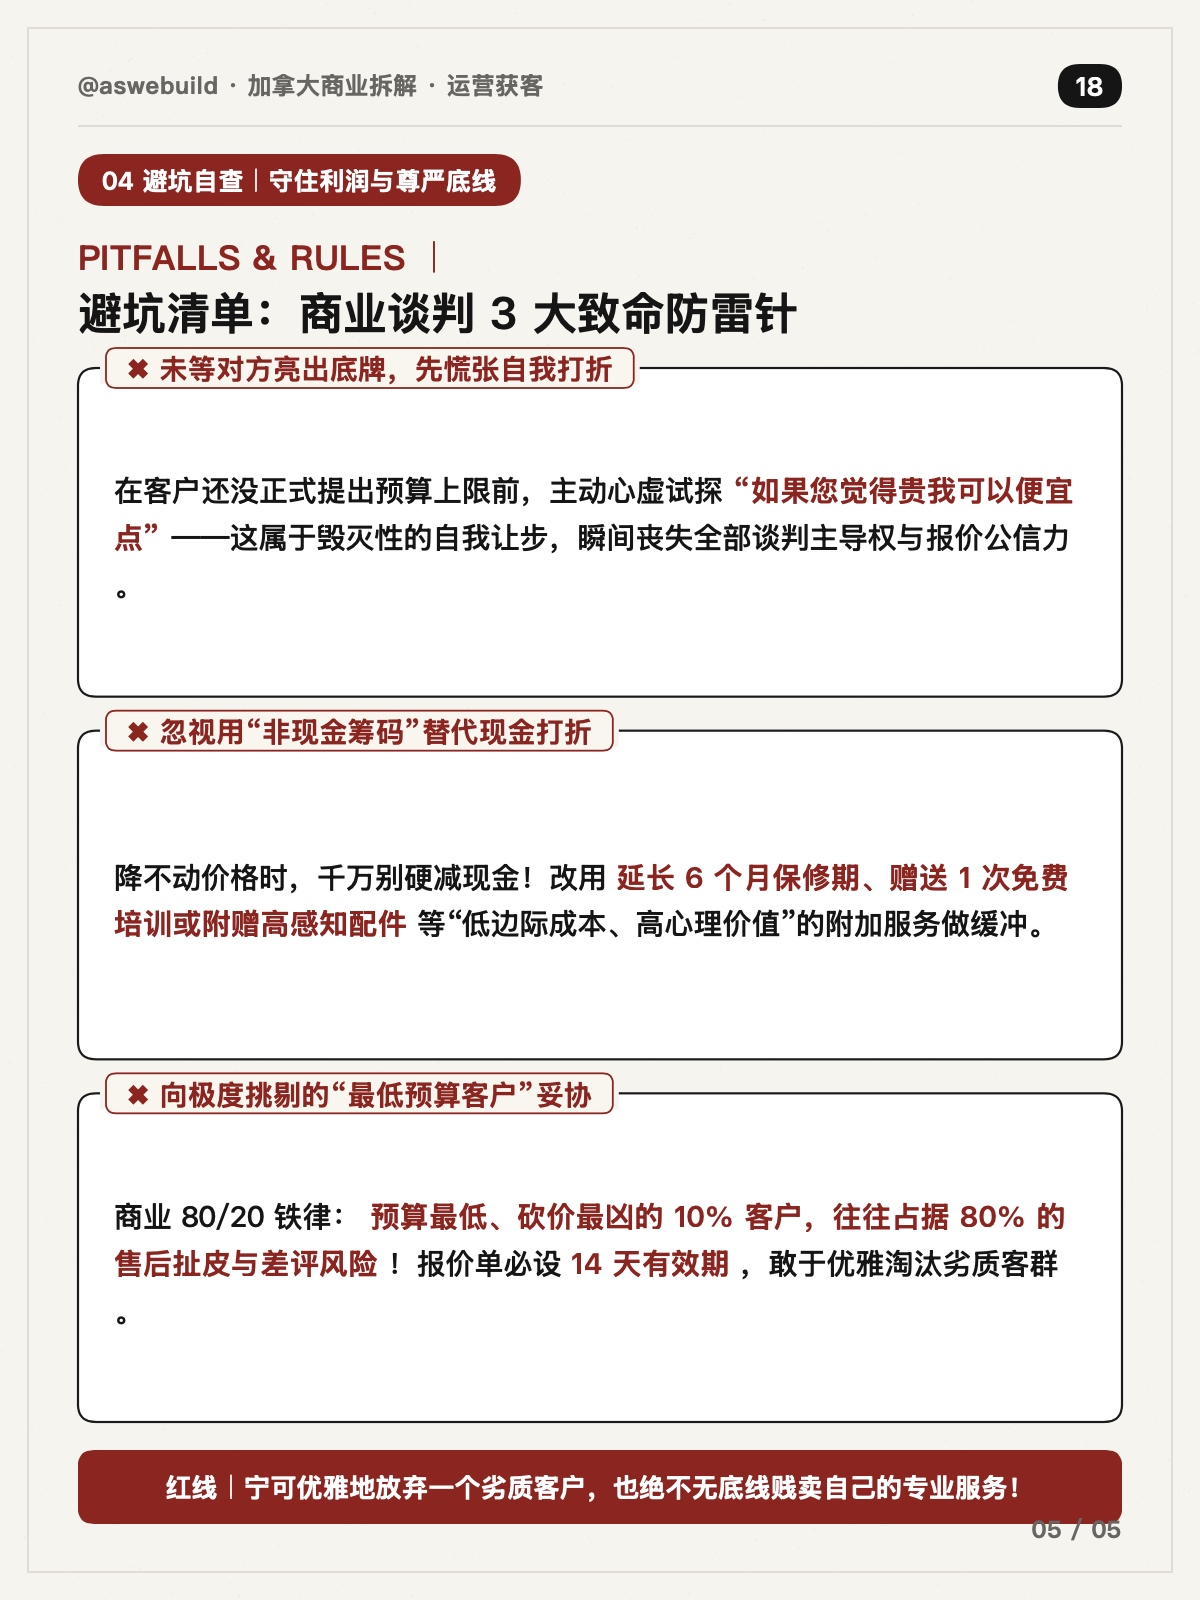 @aswebuild · 加拿大商业拆解 · 运营获客
18
04 避坑自查｜守住利润与尊严底线
PITFALLS & RULES ｜
避坑清单：商业谈判 3 大致命防雷针
✖ 未等对方亮出底牌，先慌张自我打折
在客户还没正式提出预算上限前，主动心虚试探 “如果您觉得贵我可以便宜
点” ——这属于毁灭性的自我让步，瞬间丧失全部谈判主导权与报价公信力
。
✖ 忽视用“非现金筹码”替代现金打折
降不动价格时，千万别硬减现金！改用 延长 6 个月保修期、赠送 1 次免费
培训或附赠高感知配件 等“低边际成本、高心理价值”的附加服务做缓冲。
✖ 向极度挑剔的“最低预算客户”妥协
商业 80/20 铁律： 预算最低、砍价最凶的 10% 客户，往往占据 80% 的
售后扯皮与差评风险 ！报价单必设 14 天有效期 ，敢于优雅淘汰劣质客群
。
红线｜宁可优雅地放弃一个劣质客户，也绝不无底线贱卖自己的专业服务！
05 / 05